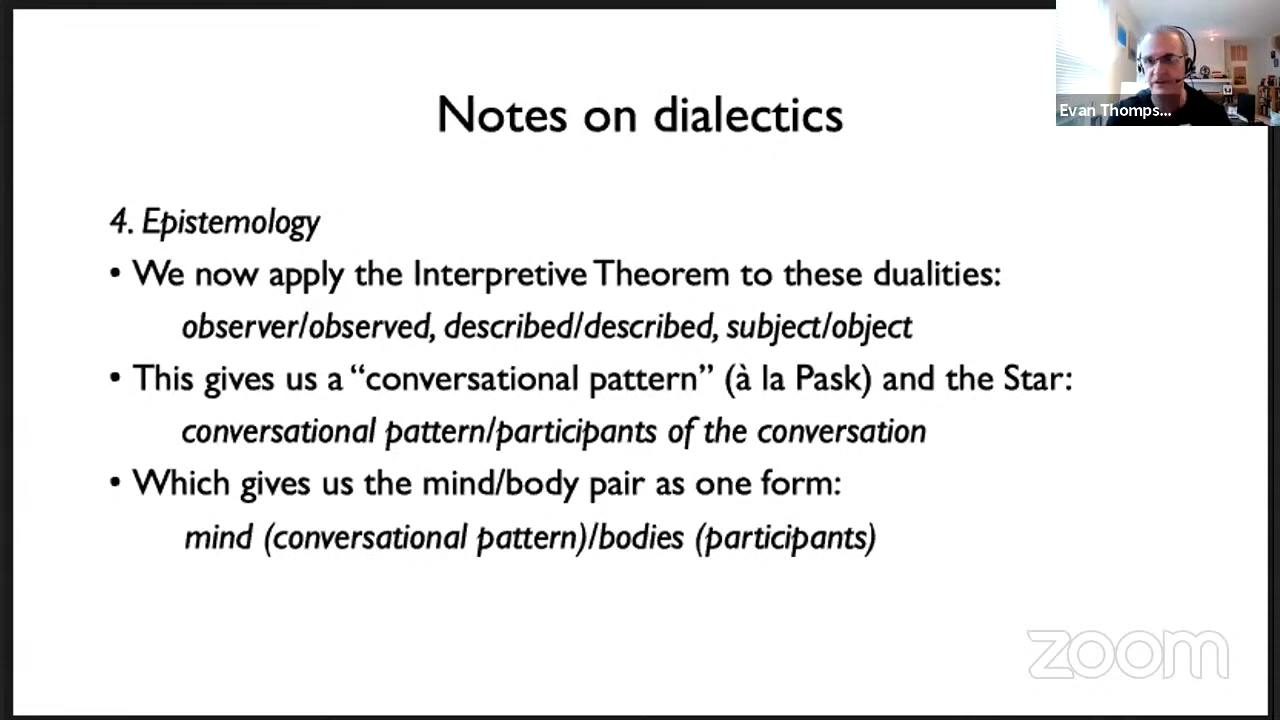 Evan Thomps...
Notes on dialectics
4. Epistemology
• We now apply the Interpretive Theorem to these dualities:
observer/observed, described/described, subject/object
• This gives us a “conversational pattern” (à la Pask) and the Star:
conversational pattern/participants of the conversation
• Which gives us the mind/body pair as one form:
mind (conversational pattern)/bodies (participants)
zoom